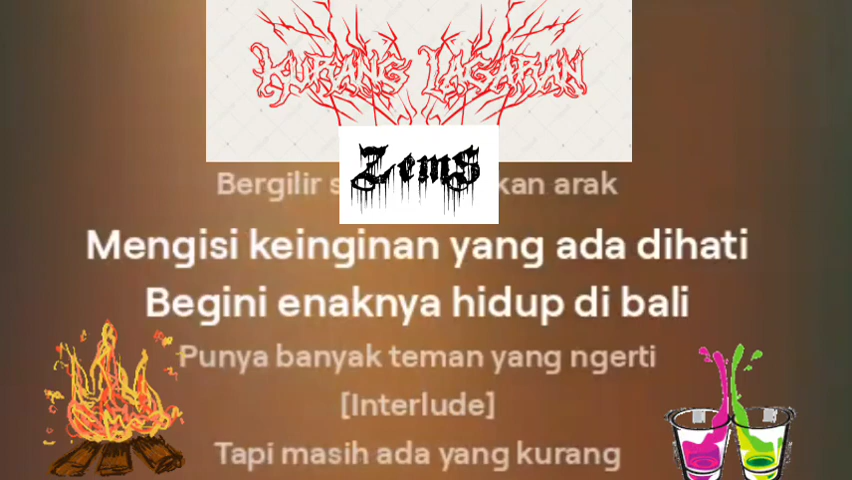 KURANG LAGARAN
Zems
Bergilir kan arak
Mengisi keinginan yang ada dihati
Begini enaknya hidup di bali
Punya banyak teman yang ngerti
[Interlude]
Tapi masih ada yang kurang